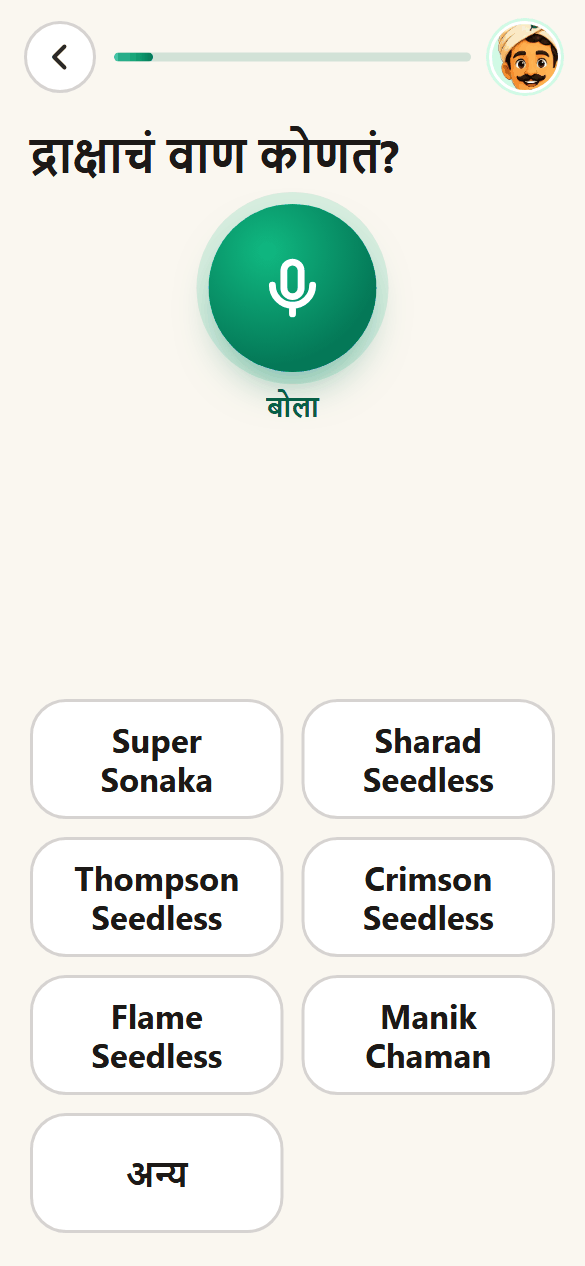 द्राक्षाचं वाण कोणतं?
बोला
Super
Sonaka
Sharad
Seedless
Thompson
Seedless
Crimson
Seedless
Flame
Seedless
Manik
Chaman
अन्य